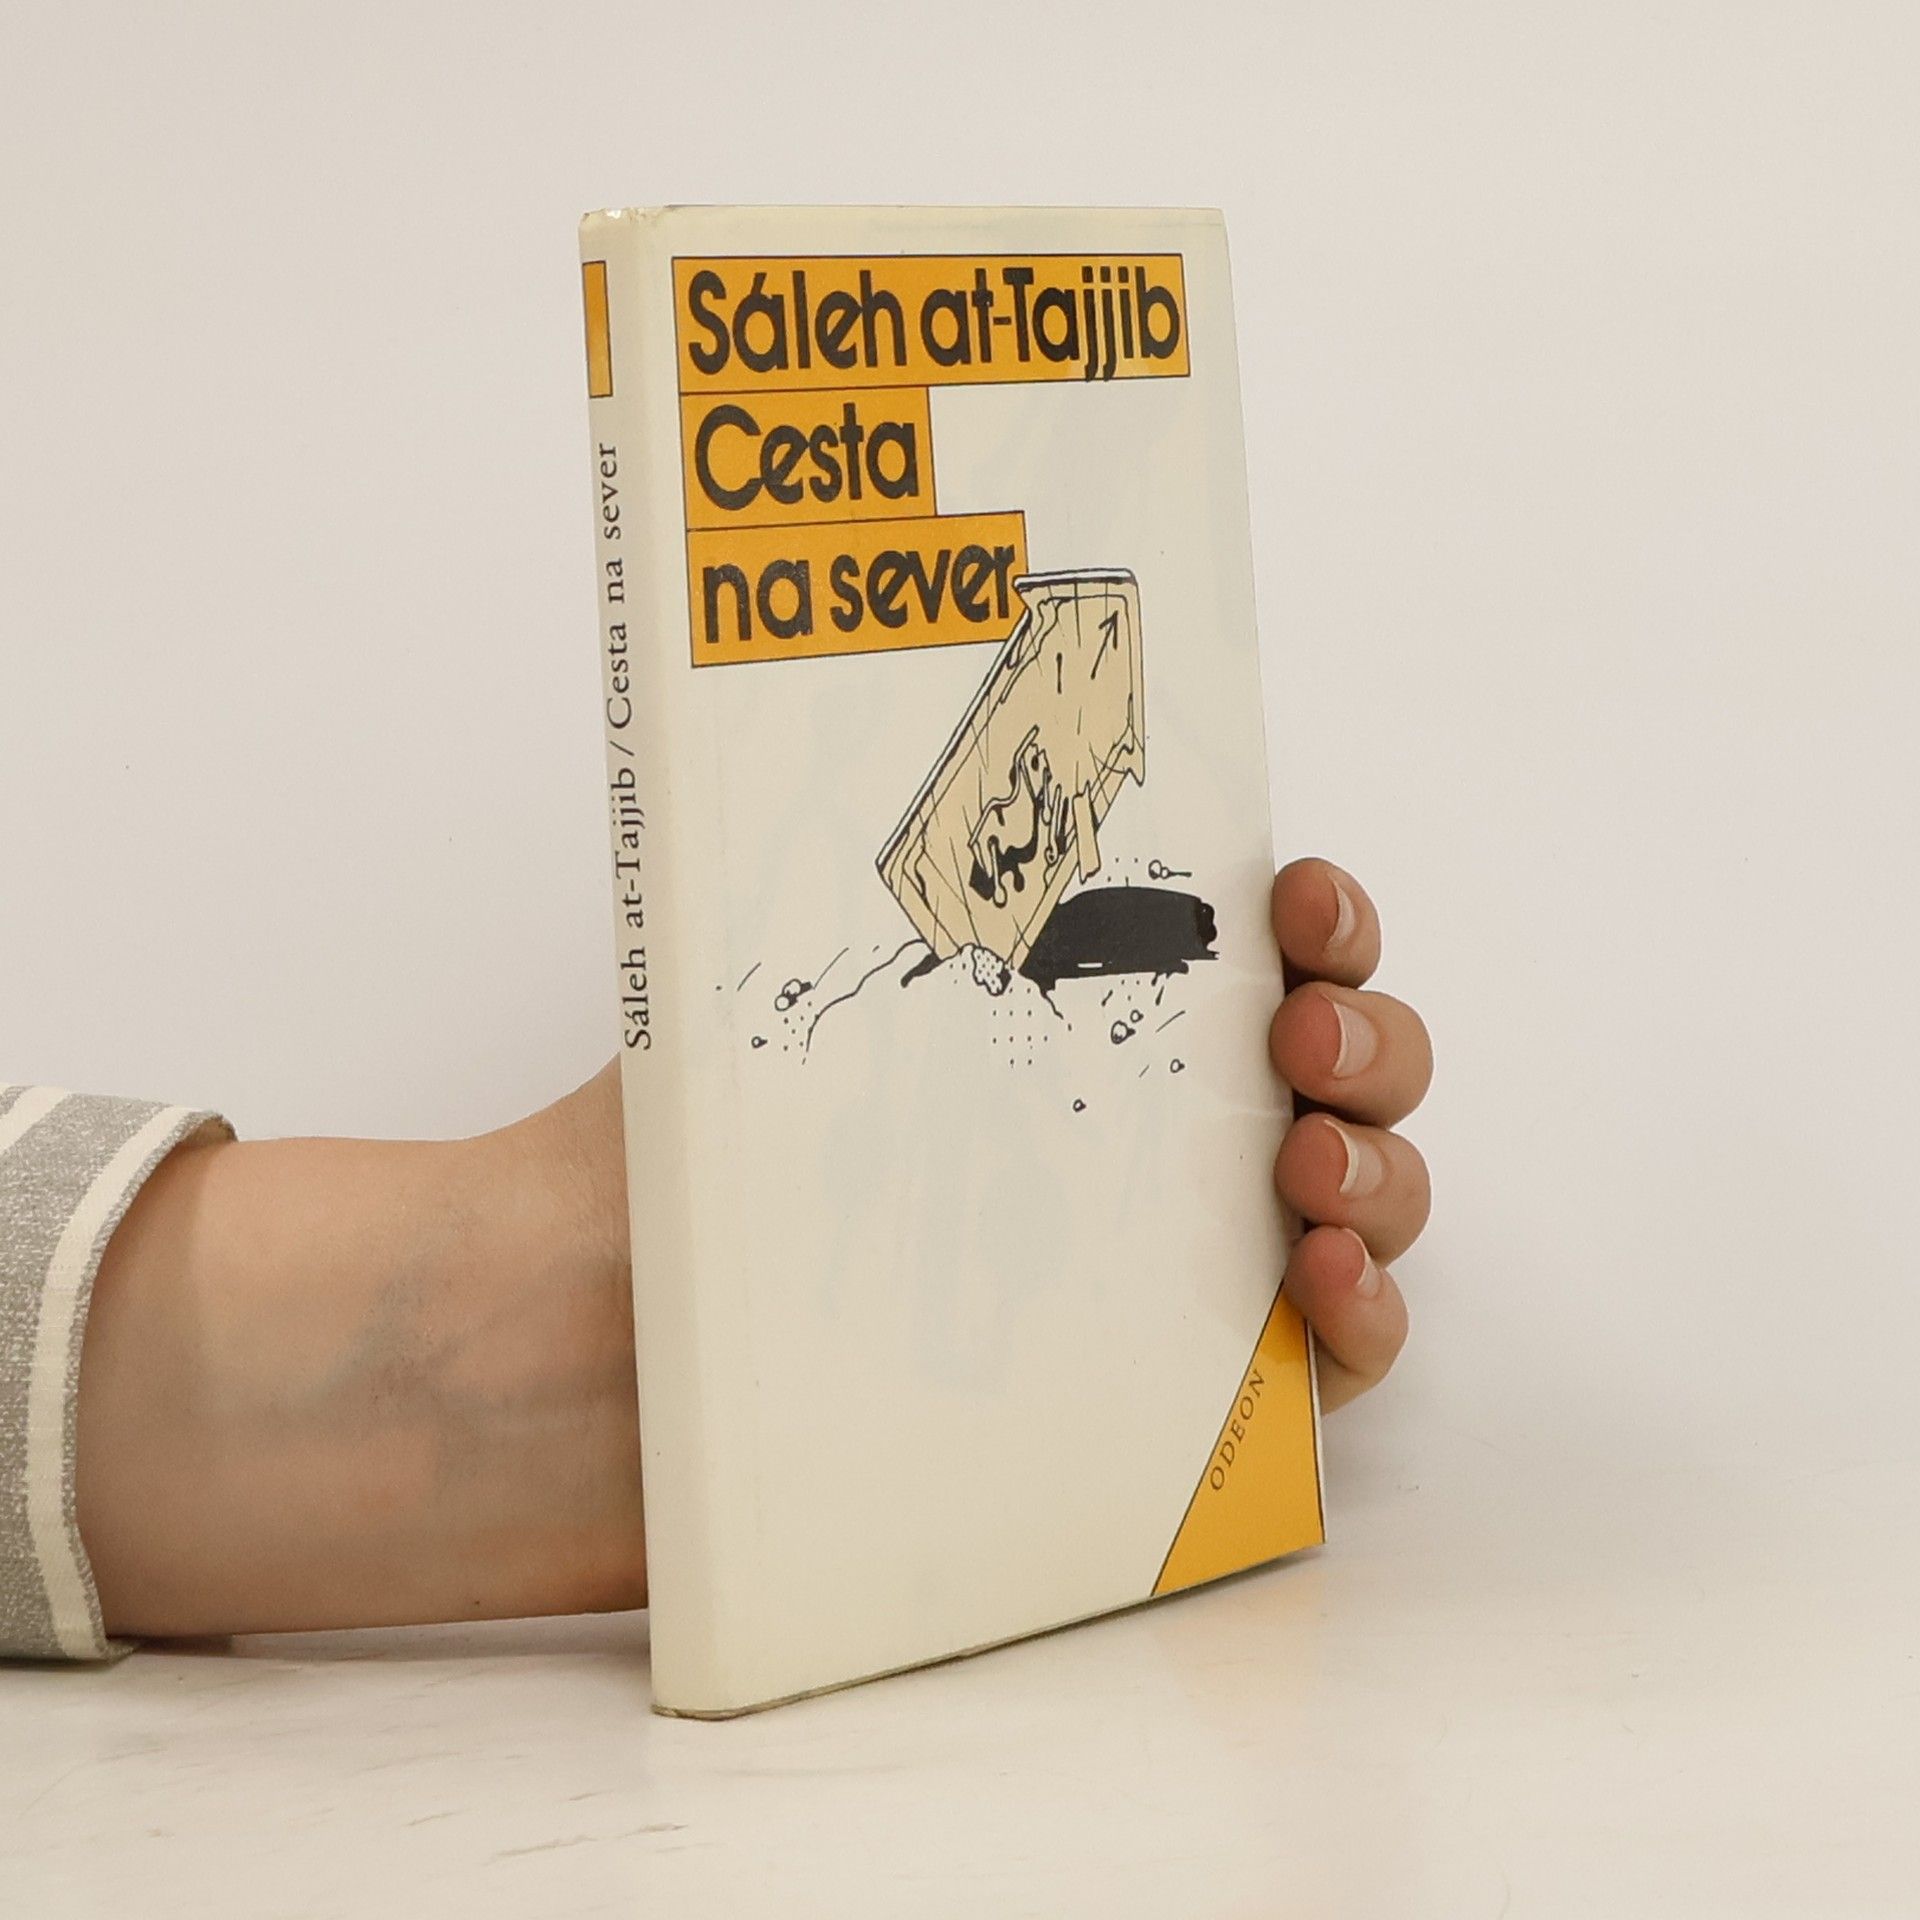 Sáleh at-Tajjib
Cesta
na sever
Sáleh at-Tajjib / Cesta na sever
ODEON